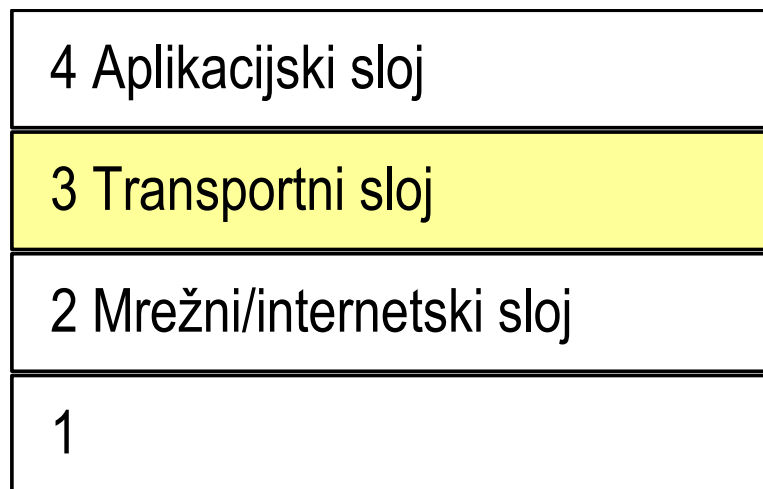 4 Aplikacijski sloj
3 Transportni sloj
2 Mrežni/internetski sloj
1